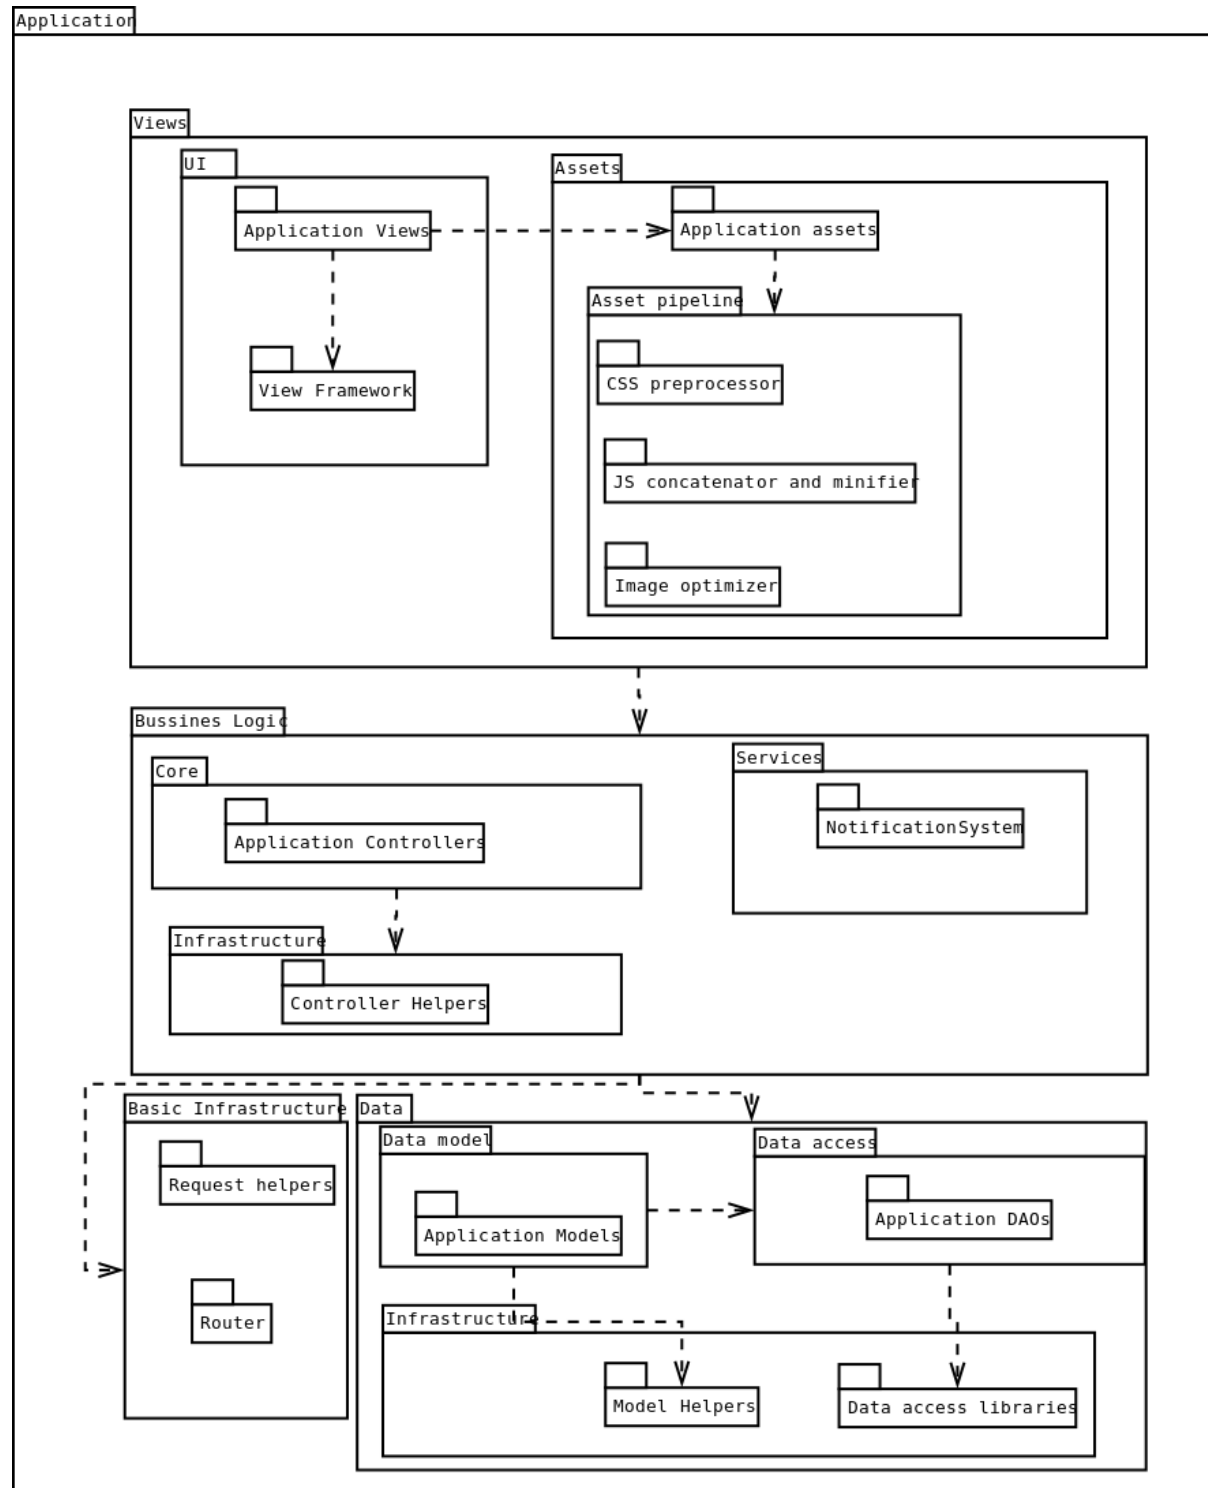 Application
Views
UI
Assets
Application Views
Application assets
Asset pipeline
View Framework
CSS preprocessor
JS concatenator and minifier
Image optimizer
Bussines Logic
Core
Services
Application Controllers
NotificationSystem
Infrastructure
Controller Helpers
Basic Infrastructure
Data
Data model
Data access
Request helpers
Application Models
Application DAOs
Router
Infrastructure
Model Helpers
Data access libraries